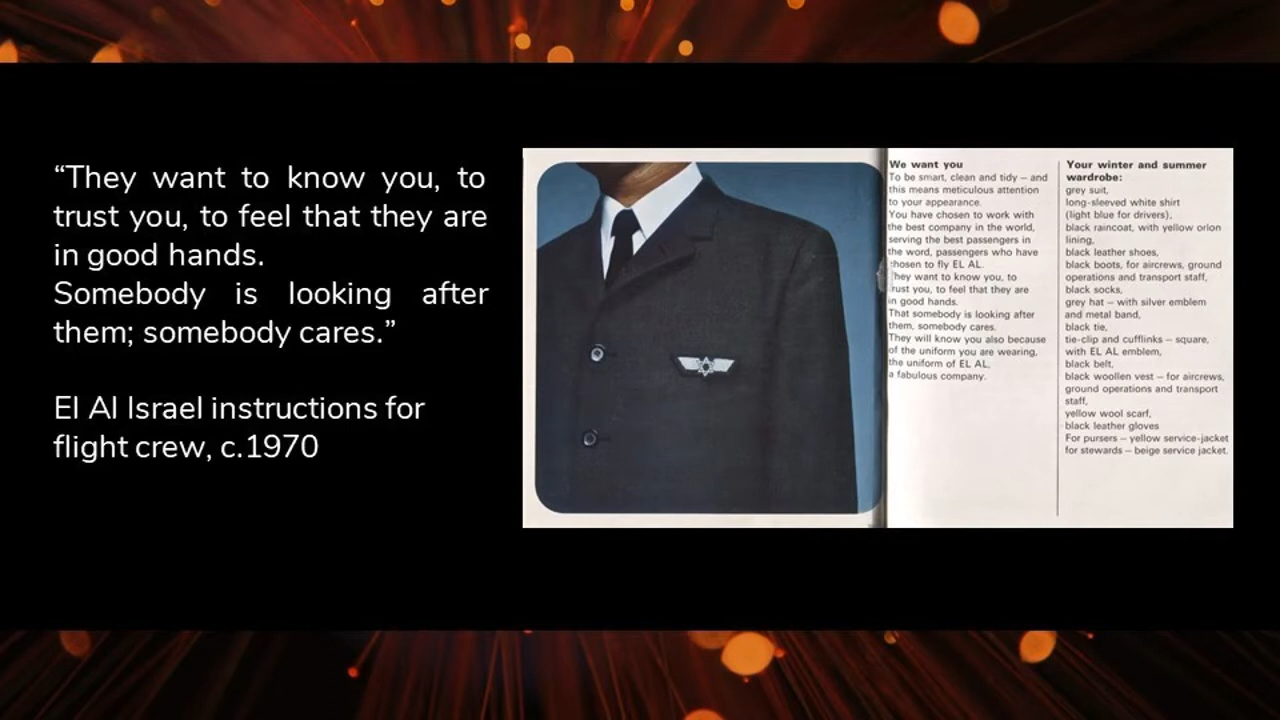 “They want to know you, to
trust you, to feel that they are
in good hands.
Somebody is looking after
them; somebody cares.”
El Al Israel instructions for
flight crew, c.1970
We want you
To be smart, clean and tidy – and
this means meticulous attention
to your appearance.
You have chosen to work with
the best company in the world,
serving the best passengers in
the word, passengers who have
chosen to fly EL AL.
They want to know you, to
trust you, to feel that they are
in good hands.
That somebody is looking after
them, somebody cares.
They will know you also because
of the uniform you are wearing,
the uniform of EL AL,
a fabulous company.
Your winter and summer
wardrobe:
grey suit,
long-sleeved white shirt
(light blue for drivers),
black raincoat, with yellow orlon
lining,
black leather shoes,
black boots, for aircrews, ground
operations and transport staff,
black socks,
grey hat – with silver emblem
and metal band,
black tie,
tie-clip and cufflinks – square,
with EL AL emblem,
black belt,
black woollen vest – for aircrews,
ground operations and transport
staff,
yellow wool scarf,
black leather gloves
For pursers – yellow service-jacket
for stewards – beige service jacket.